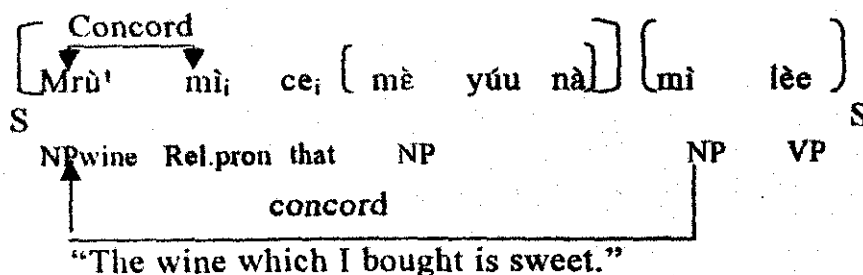 Concord
[Mrù' mìᵢ ceᵢ (mè yúu nà)] (mì lèe)
S S
NPwine Rel.pron that NP NP VP
concord
“The wine which I bought is sweet.”